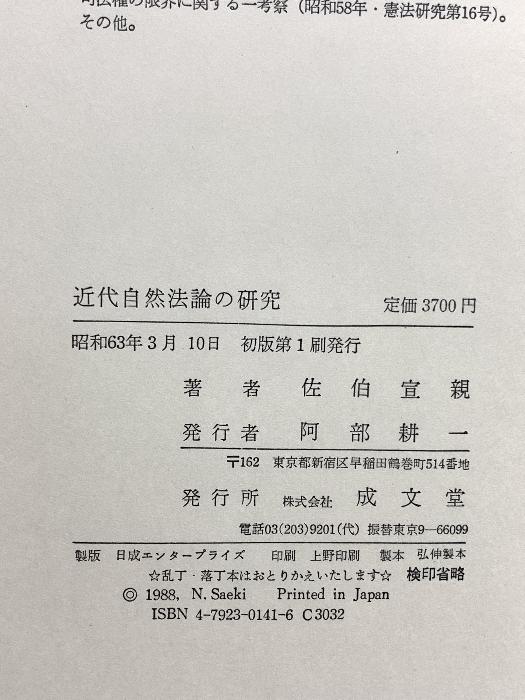 司法権の限界に関する一考察（昭和58年・憲法研究第16号）。
その他。
近代自然法論の研究 定価 3700 円
昭和63年3月 10日 初版第1刷発行
著者 佐伯宣親
発行者 阿部耕一
〒162 東京都新宿区早稲田鶴巻町514番地
発行所 株式会社 成文堂
電話03(203)9201(代) 振替東京9―66099
製版 日成エンタープライズ 印刷 上野印刷 製本 弘伸製本
☆乱丁・落丁本はおとりかえいたします☆ 検印省略
© 1988, N. Saeki Printed in Japan
ISBN 4-7923-0141-6 C3032